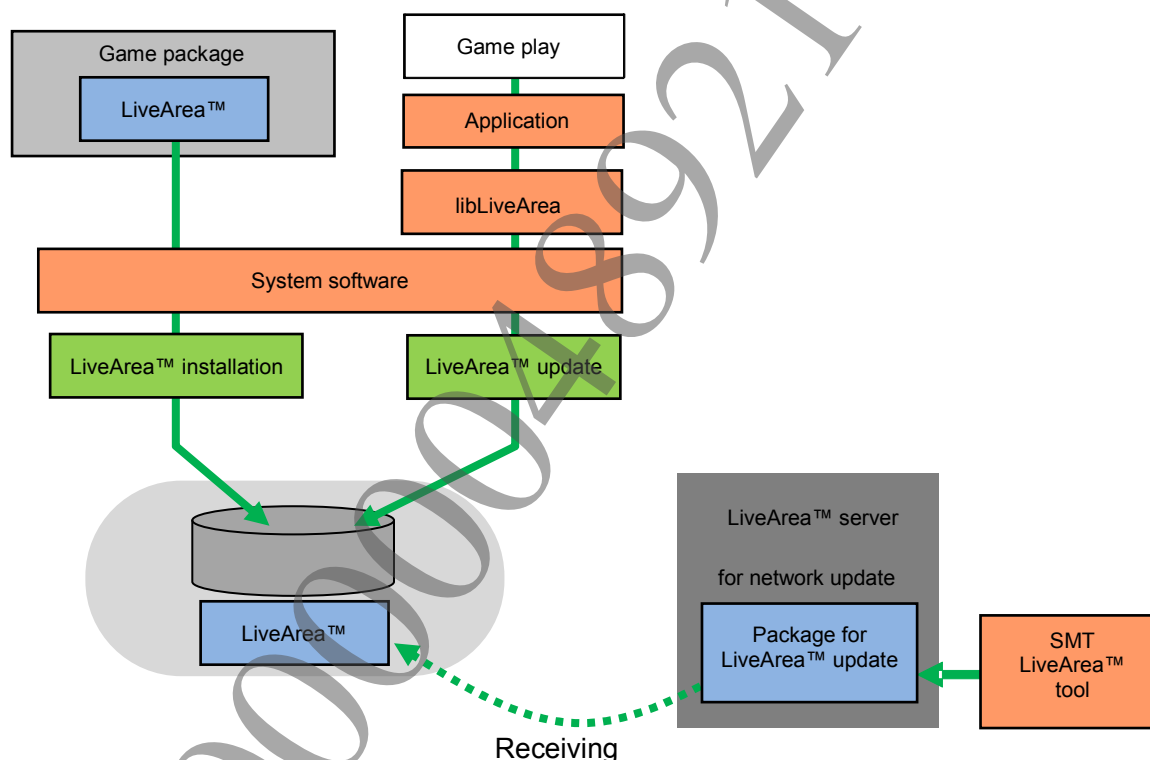 Game package
LiveArea™
Game play
Application
libLiveArea
System software
LiveArea™ installation
LiveArea™ update
LiveArea™
LiveArea™ server
for network update
Package for
LiveArea™ update
SMT
LiveArea™
tool
Receiving
0000048921